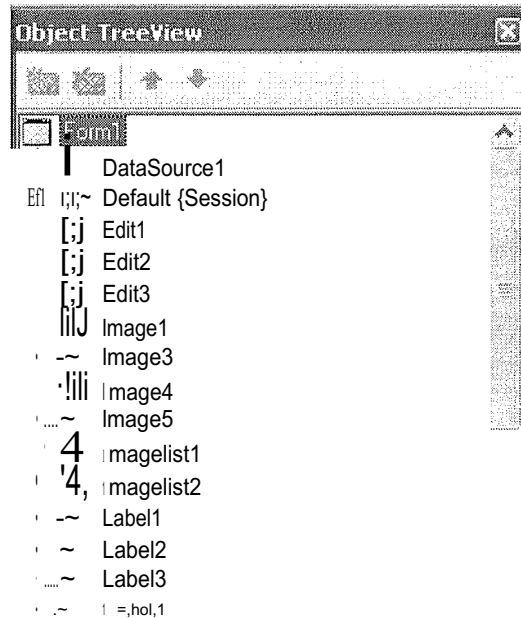 Object TreeView
Form1
DataSource1
Default {Session}
Edit1
Edit2
Edit3
Image1
Image3
Image4
Image5
Imagelist1
Imagelist2
Label1
Label2
Label3